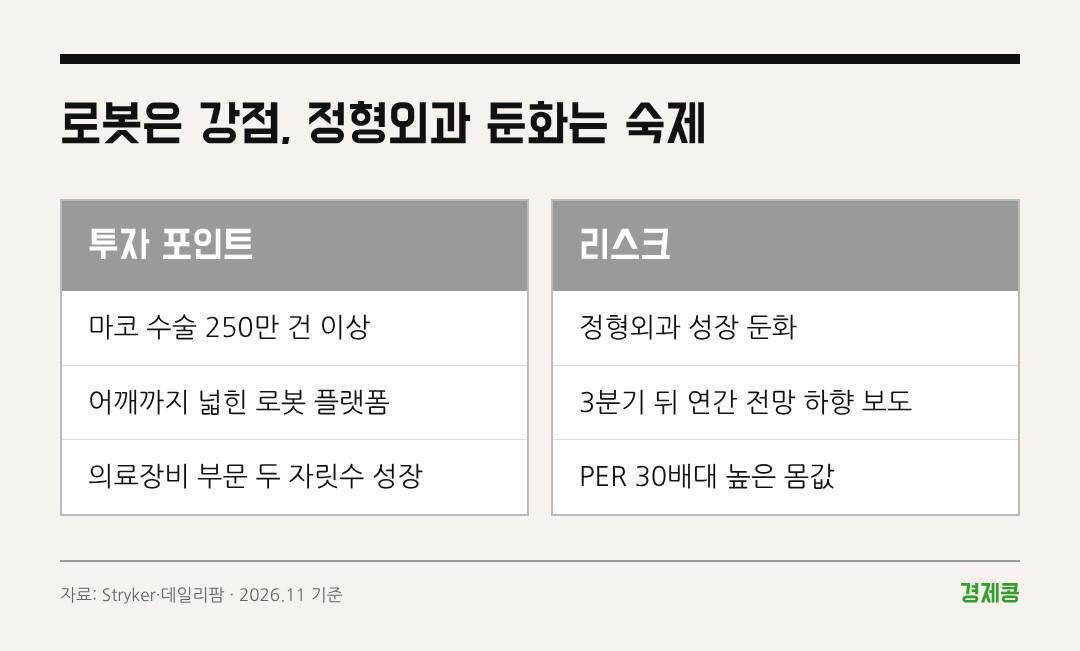 로봇은 강점, 정형외과 둔화는 숙제
투자 포인트
마코 수술 250만 건 이상
어깨까지 넓힌 로봇 플랫폼
의료장비 부문 두 자릿수 성장
리스크
정형외과 성장 둔화
3분기 뒤 연간 전망 하향 보도
PER 30배대 높은 몸값
자료: Stryker·데일리팜 · 2026.11 기준
경제콩